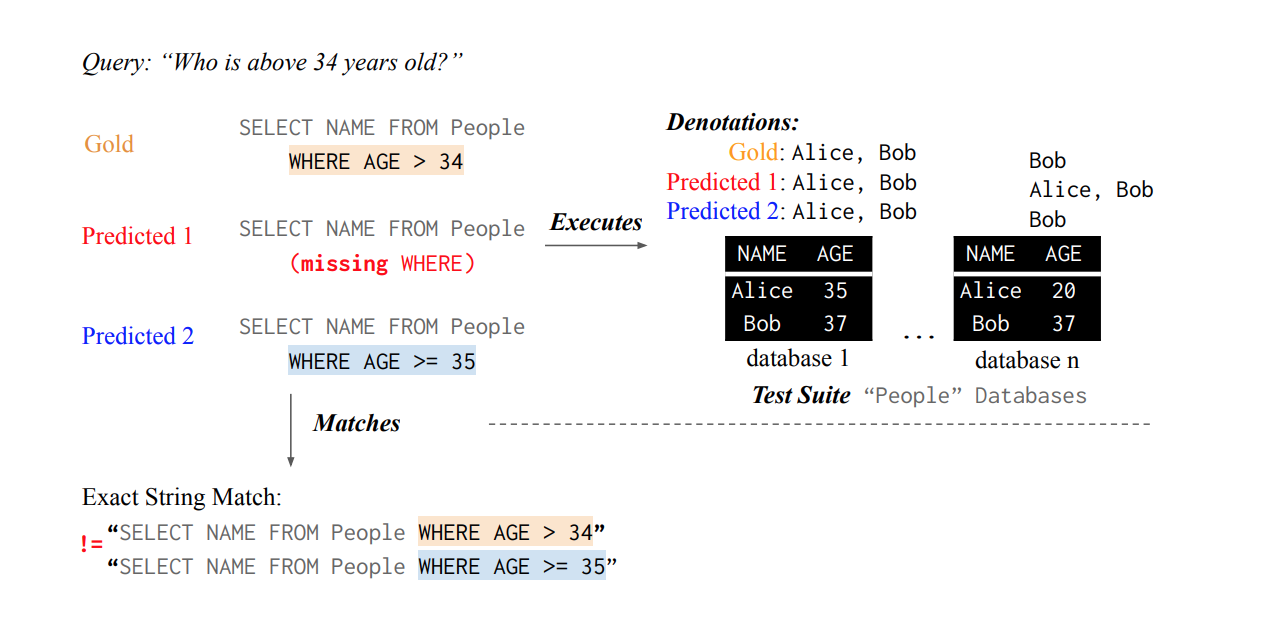 Query: “Who is above 34 years old?”
Gold
SELECT NAME FROM People
WHERE AGE > 34
Predicted 1
SELECT NAME FROM People
(missing WHERE)
Predicted 2
SELECT NAME FROM People
WHERE AGE >= 35
Executes
Denotations:
Gold: Alice, Bob
Predicted 1: Alice, Bob
Predicted 2: Alice, Bob
Bob
Alice, Bob
Bob
NAME AGE
Alice 35
Bob 37
database 1
...
NAME AGE
Alice 20
Bob 37
database n
Test Suite “People” Databases
Matches
Exact String Match:
!=
“SELECT NAME FROM People WHERE AGE > 34”
“SELECT NAME FROM People WHERE AGE >= 35”